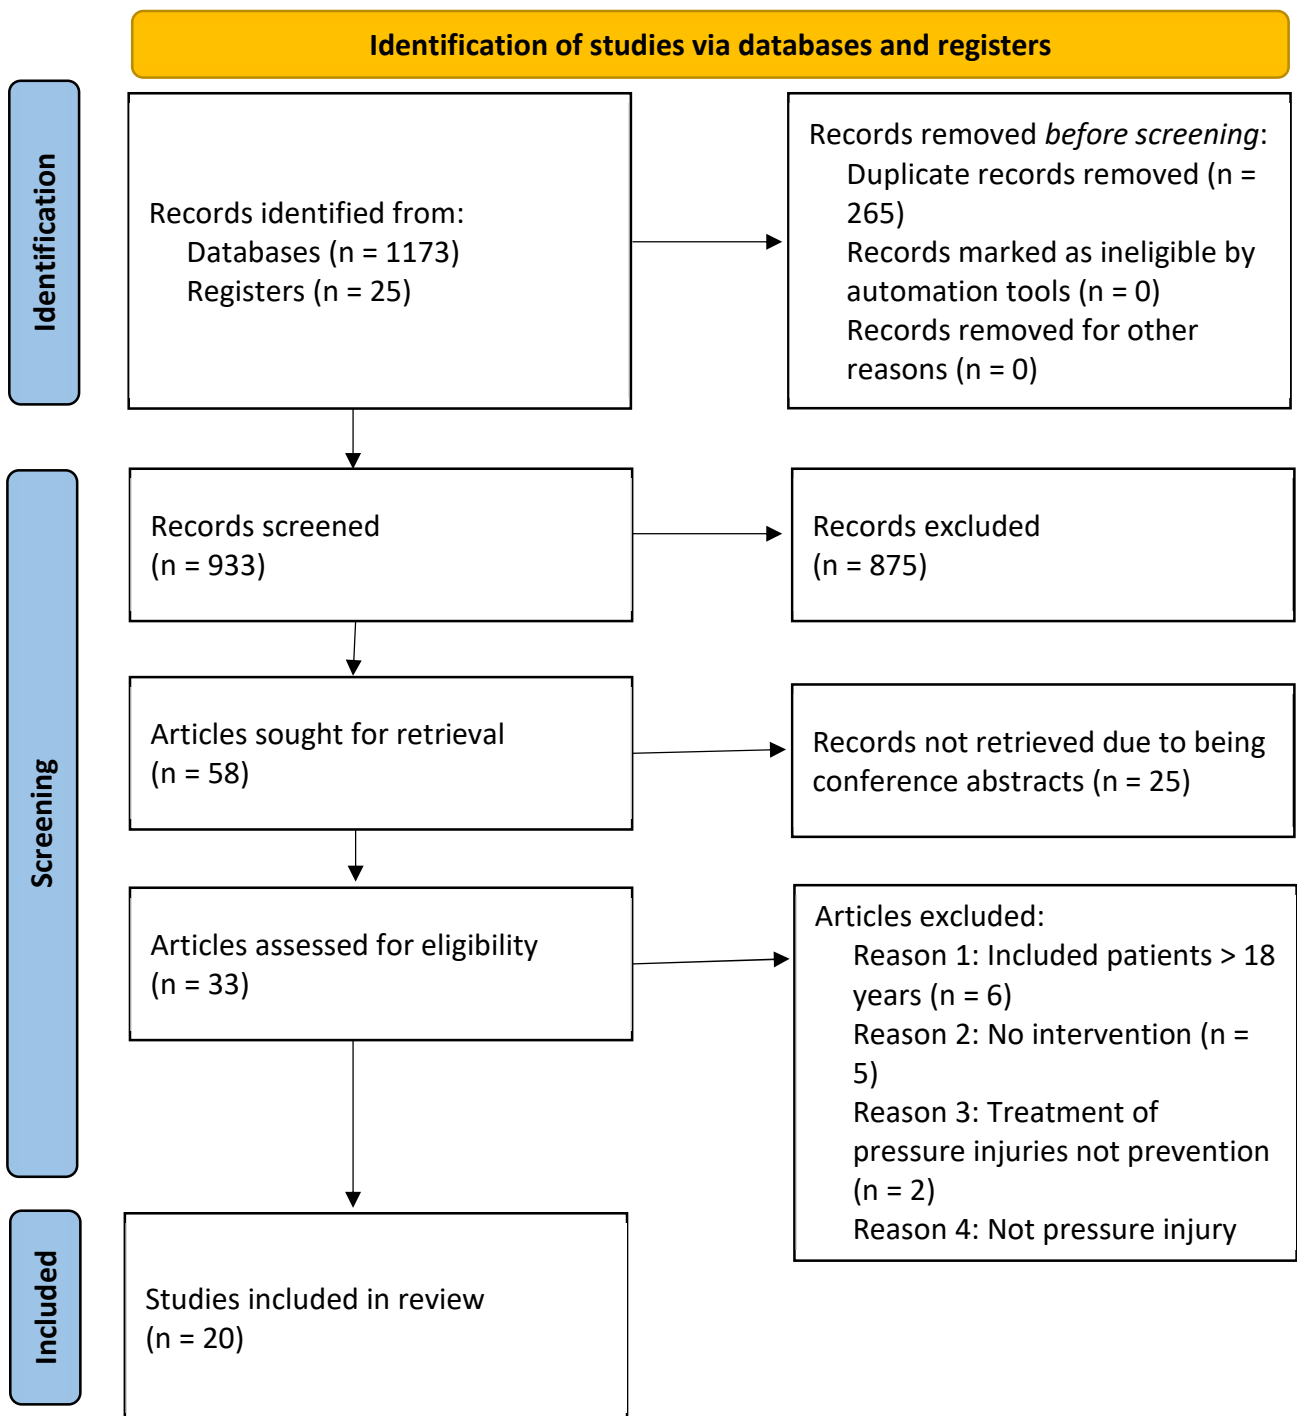 Identification of studies via databases and registers
Identification
Records identified from:
Databases (n = 1173)
Registers (n = 25)
Records removed before screening:
Duplicate records removed (n =
265)
Records marked as ineligible by
automation tools (n = 0)
Records removed for other
reasons (n = 0)
Screening
Records screened
(n = 933)
Records excluded
(n = 875)
Articles sought for retrieval
(n = 58)
Records not retrieved due to being
conference abstracts (n = 25)
Articles assessed for eligibility
(n = 33)
Articles excluded:
Reason 1: Included patients > 18
years (n = 6)
Reason 2: No intervention (n =
5)
Reason 3: Treatment of
pressure injuries not prevention
(n = 2)
Reason 4: Not pressure injury
Included
Studies included in review
(n = 20)